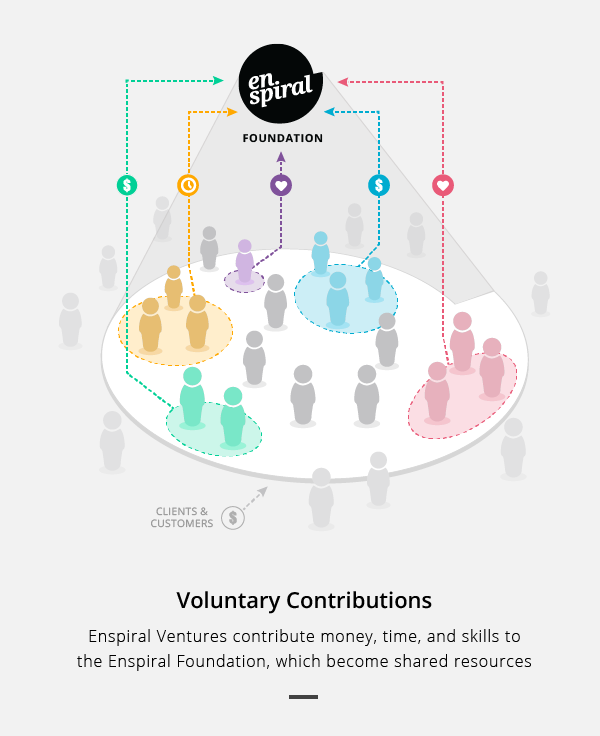 en.
spiral
FOUNDATION
$
$
CLIENTS &
CUSTOMERS
$
Voluntary Contributions
Enspiral Ventures contribute money, time, and skills to
the Enspiral Foundation, which become shared resources